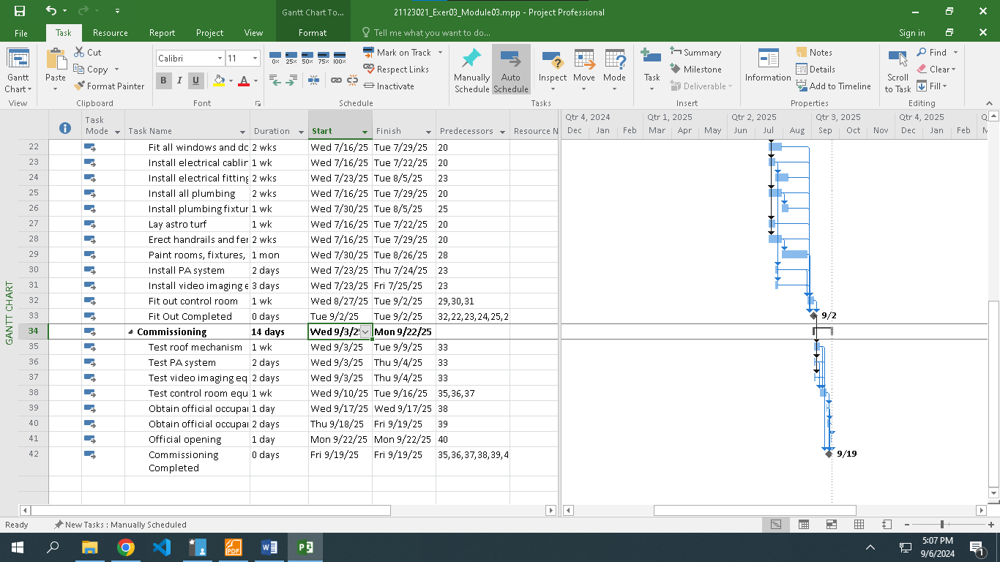 Gantt Chart To...
21123021_Exer03_Module03.mpp - Project Professional
File Task Resource Report Project View Format Tell me what you want to do... Sign in
Gantt Chart
View
Paste
Cut
Copy
Format Painter
Clipboard
Calibri 11
B I U A
Font
0% 25% 50% 75% 100%
Mark on Track
Respect Links
Inactivate
Schedule
Manually Schedule
Auto Schedule
Inspect
Move
Mode
Tasks
Task
Summary
Milestone
Deliverable
Insert
Information
Notes
Details
Add to Timeline
Properties
Scroll to Task
Find
Clear
Fill
Editing
Task Mode Task Name Duration Start Finish Predecessors Resource N
Qtr 4, 2024 Qtr 1, 2025 Qtr 2, 2025 Qtr 3, 2025 Qtr 4, 2025 Q
Dec Jan Feb Mar Apr May Jun Jul Aug Sep Oct Nov Dec Jan Feb M
GANTT CHART
22 Fit all windows and do 2 wks Wed 7/16/25 Tue 7/29/25 20
23 Install electrical cablin 1 wk Wed 7/16/25 Tue 7/22/25 20
24 Install electrical fitting 2 wks Wed 7/23/25 Tue 8/5/25 23
25 Install all plumbing 2 wks Wed 7/16/25 Tue 7/29/25 20
26 Install plumbing fixtur 1 wk Wed 7/30/25 Tue 8/5/25 25
27 Lay astro turf 1 wk Wed 7/16/25 Tue 7/22/25 20
28 Erect handrails and fer 2 wks Wed 7/16/25 Tue 7/29/25 20
29 Paint rooms, fixtures, 1 mon Wed 7/30/25 Tue 8/26/25 28
30 Install PA system 2 days Wed 7/23/25 Thu 7/24/25 23
31 Install video imaging e 3 days Wed 7/23/25 Fri 7/25/25 23
32 Fit out control room 1 wk Wed 8/27/25 Tue 9/2/25 29,30,31
33 Fit Out Completed 0 days Tue 9/2/25 Tue 9/2/25 32,22,23,24,25,2 9/2
34 Commissioning 14 days Wed 9/3/25 Mon 9/22/25
35 Test roof mechanism 1 wk Wed 9/3/25 Tue 9/9/25 33
36 Test PA system 2 days Wed 9/3/25 Thu 9/4/25 33
37 Test video imaging eq 2 days Wed 9/3/25 Thu 9/4/25 33
38 Test control room equ 1 wk Wed 9/10/25 Tue 9/16/25 35,36,37
39 Obtain official occupa 1 day Wed 9/17/25 Wed 9/17/25 38
40 Obtain official occupa 2 days Thu 9/18/25 Fri 9/19/25 39
41 Official opening 1 day Mon 9/22/25 Mon 9/22/25 40
42 Commissioning 0 days Fri 9/19/25 Fri 9/19/25 35,36,37,38,39,4 9/19
Completed
Ready New Tasks : Manually Scheduled
5:07 PM
9/6/2024
1